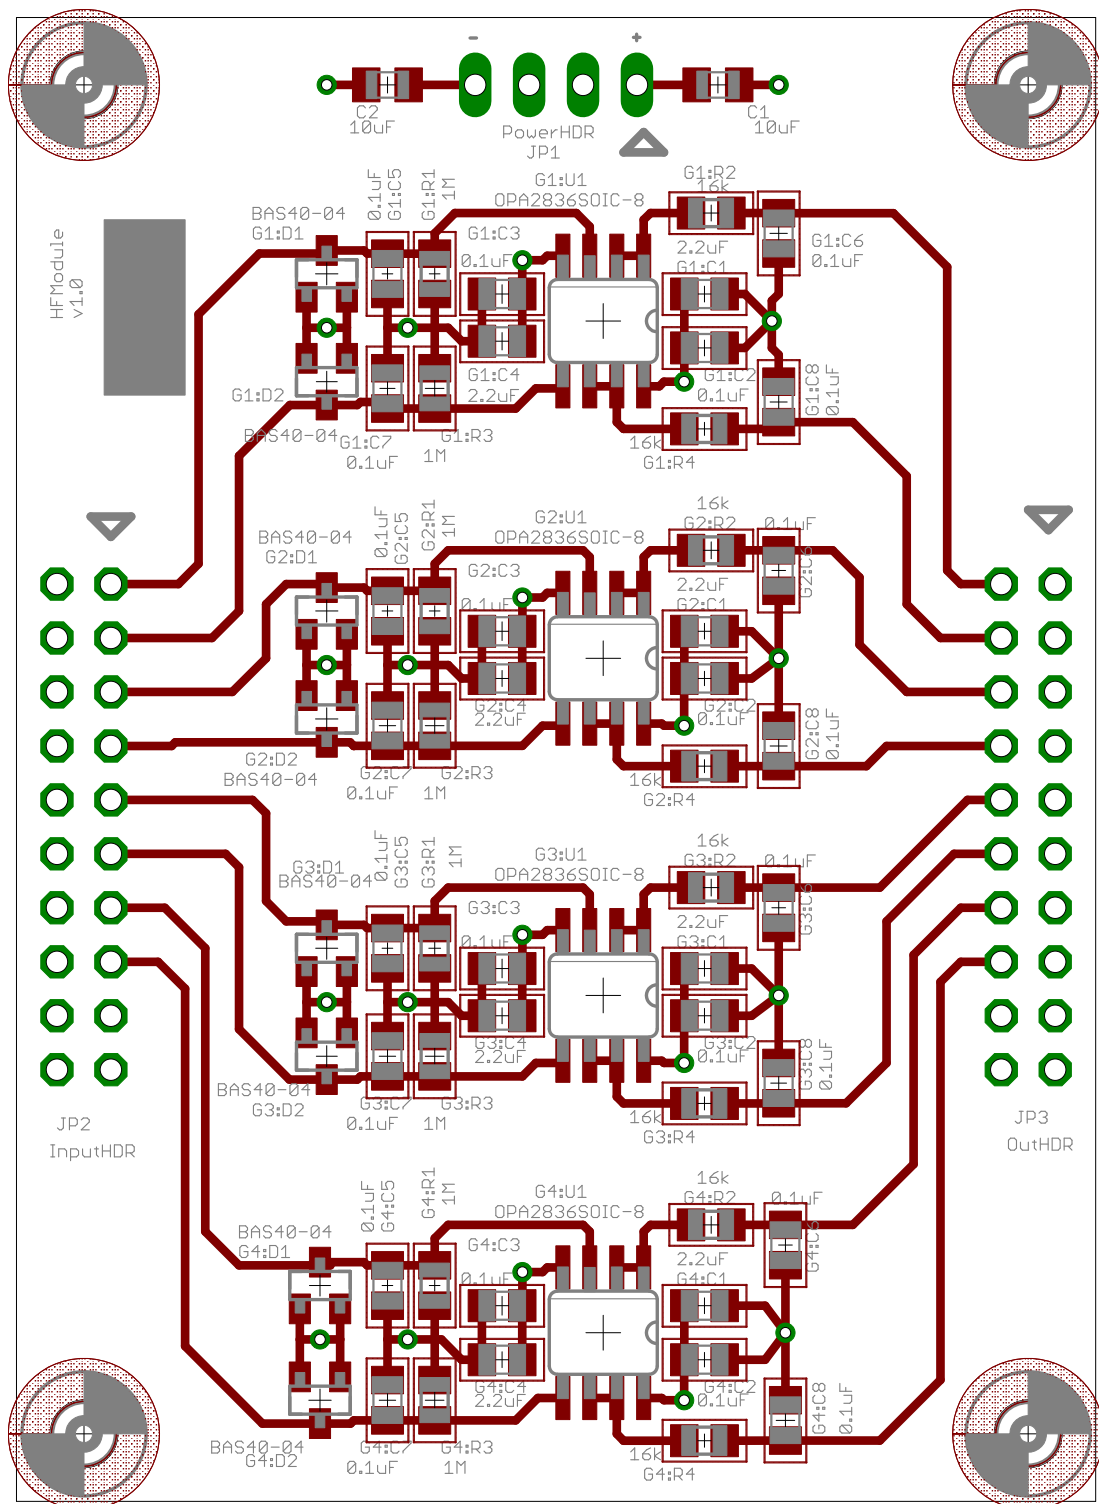 - +
C2
10uF
C1
10uF
PowerHDR
JP1
HFModule
v1.0
BAS40-04
G1:D1
0.1uF
G1:C5
G1:R1
1M
G1:U1
OPA2836SOIC-8
G1:R2
16k
G1:C3
0.1uF
2.2uF
G1:C1
G1:C6
0.1uF
G1:D2
BAS40-04
G1:C4
2.2uF
G1:C2
0.1uF
G1:C8
0.1uF
G1:C7
0.1uF
G1:R3
1M
16k
G1:R4
BAS40-04
G2:D1
0.1uF
G2:C5
G2:R1
1M
G2:U1
OPA2836SOIC-8
16k
G2:R2
0.1uF
G2:C6
G2:C3
0.1uF
2.2uF
G2:C1
G2:C4
2.2uF
G2:C2
0.1uF
G2:C8
0.1uF
G2:D2
BAS40-04
G2:C7
0.1uF
G2:R3
1M
16k
G2:R4
G3:D1
BAS40-04
0.1uF
G3:C5
G3:R1
1M
G3:U1
OPA2836SOIC-8
16k
G3:R2
0.1uF
G3:C6
G3:C3
0.1uF
2.2uF
G3:C1
G3:C4
2.2uF
G3:C2
0.1uF
G3:C8
0.1uF
BAS40-04
G3:D2
G3:C7
0.1uF
G3:R3
1M
16k
G3:R4
JP2
InputHDR
JP3
OutHDR
BAS40-04
G4:D1
0.1uF
G4:C5
G4:R1
1M
G4:U1
OPA2836SOIC-8
16k
G4:R2
0.1uF
G4:C6
G4:C3
0.1uF
2.2uF
G4:C1
G4:C4
2.2uF
G4:C2
0.1uF
G4:C8
0.1uF
BAS40-04
G4:D2
G4:C7
0.1uF
G4:R3
1M
16k
G4:R4